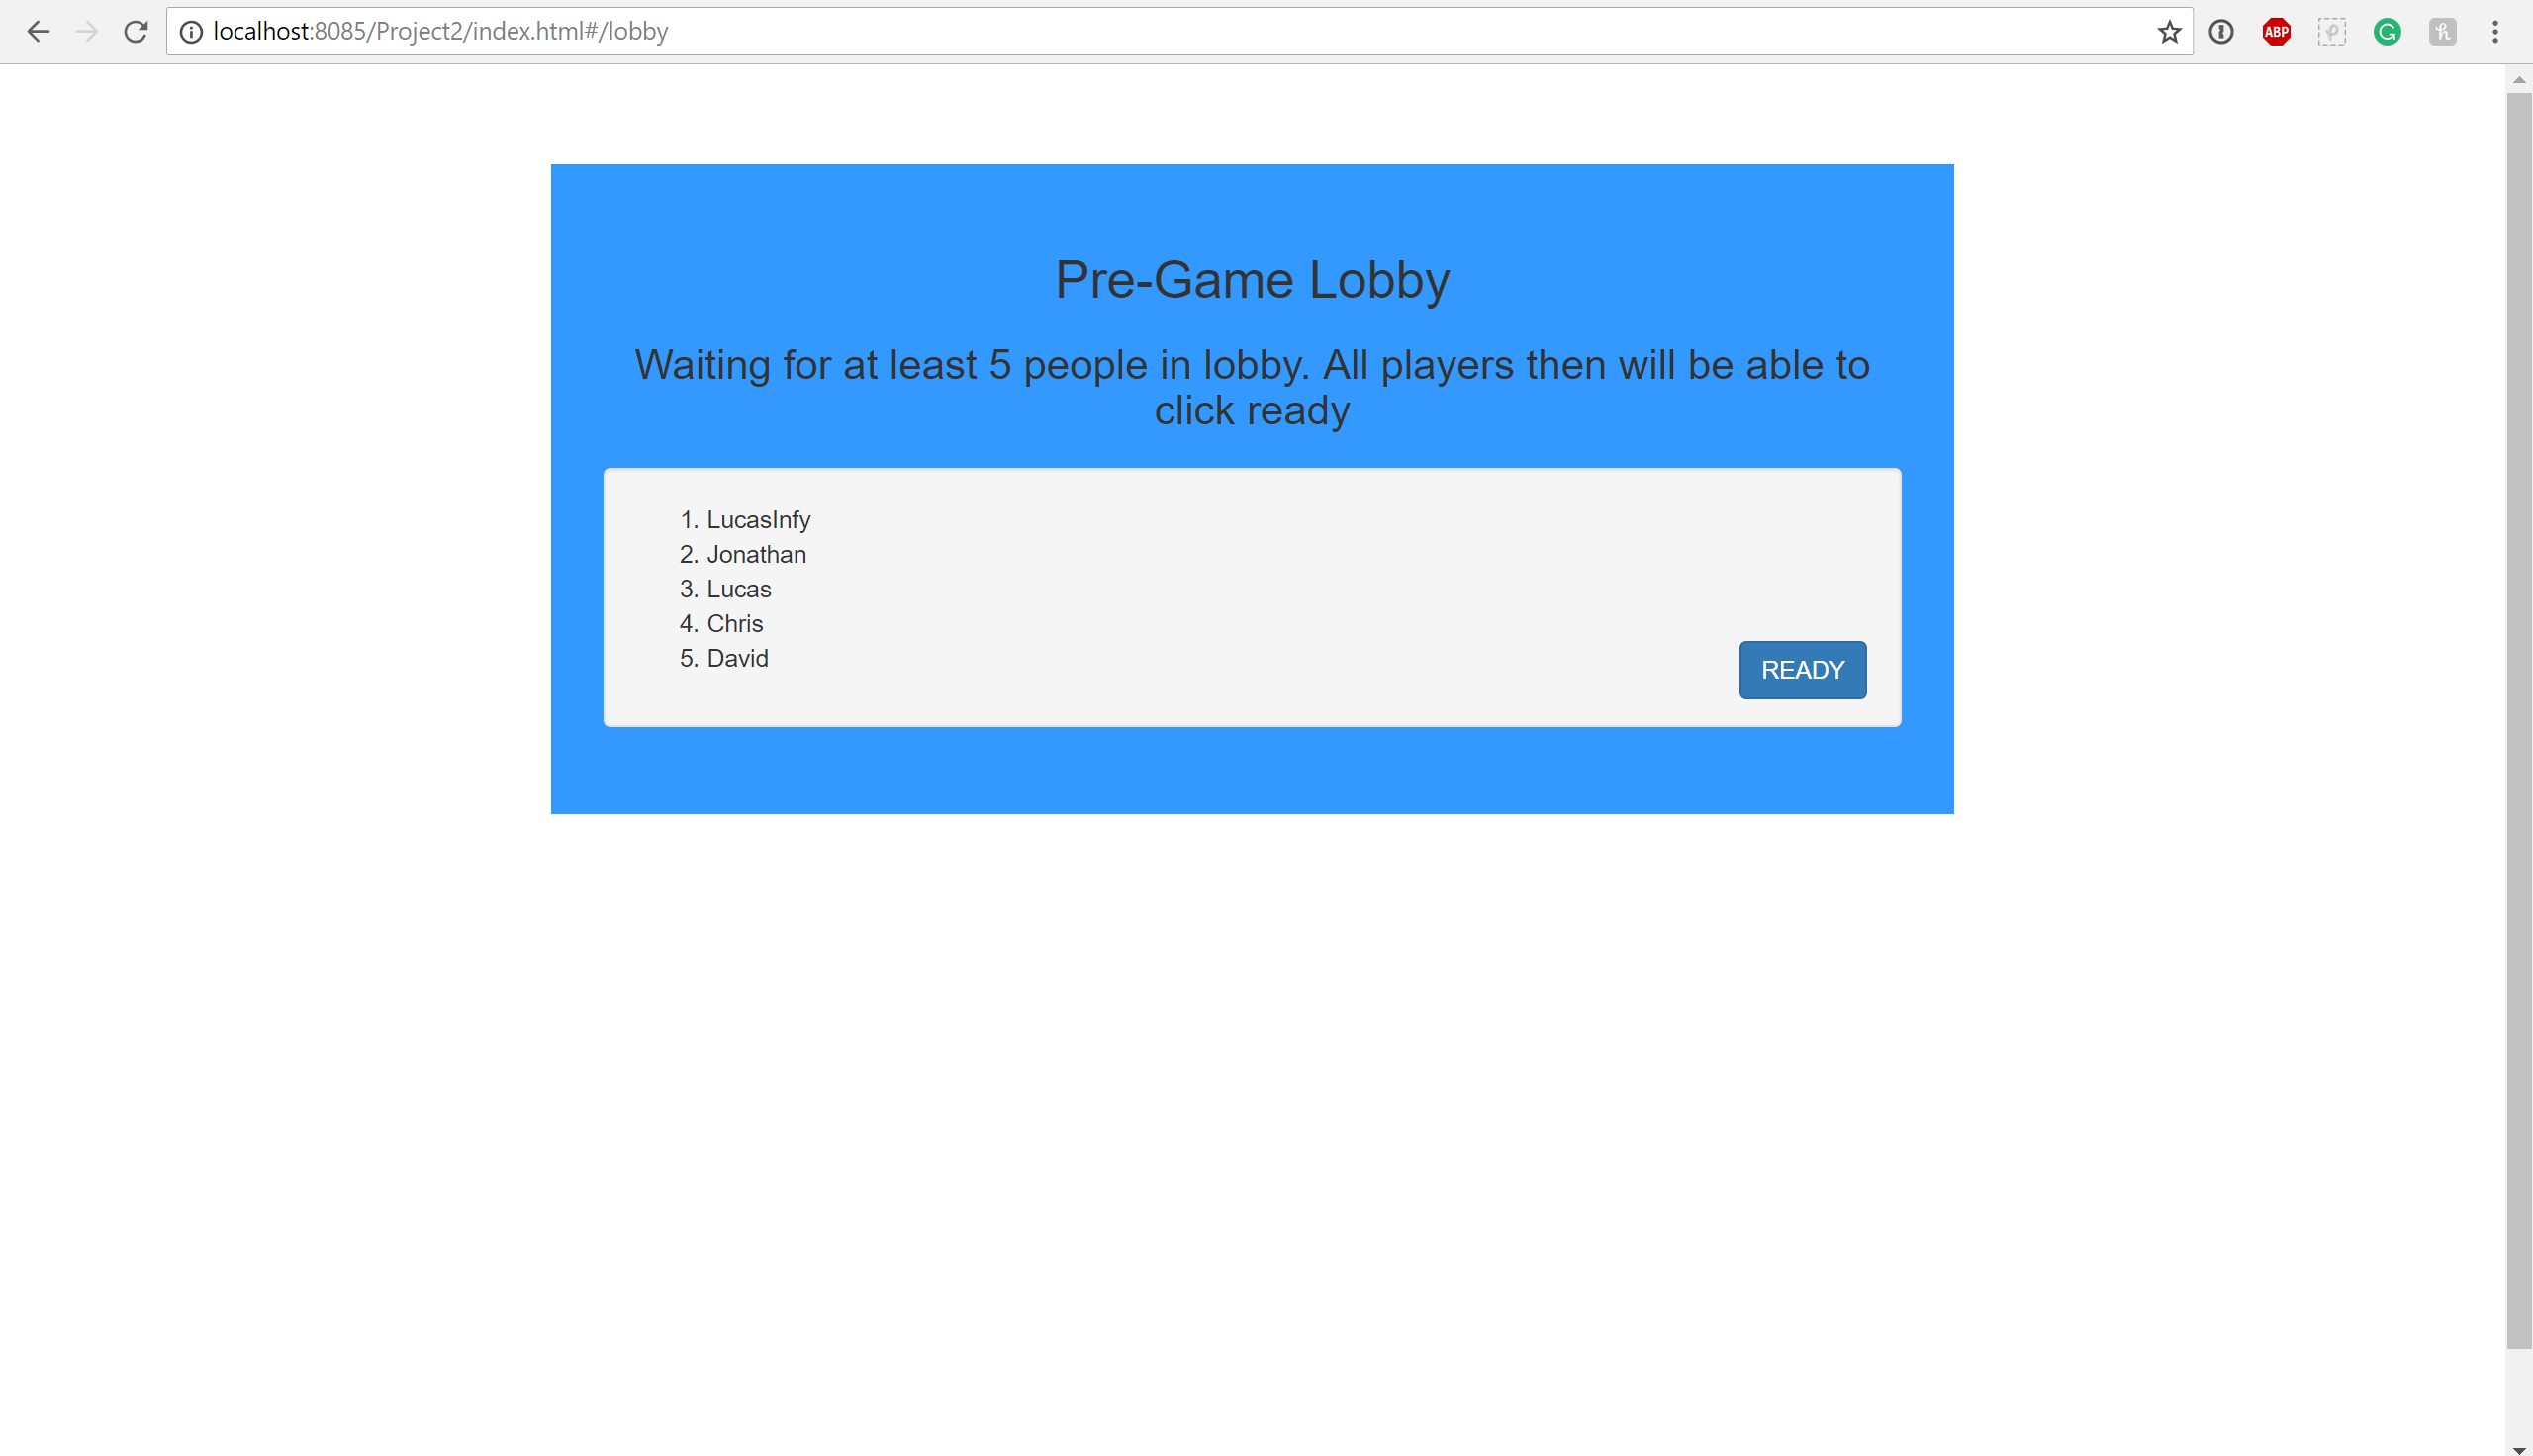 localhost:8085/Project2/index.html#/lobby
ABP
Pre-Game Lobby
Waiting for at least 5 people in lobby. All players then will be able to
click ready
1. LucasInfy
2. Jonathan
3. Lucas
4. Chris
5. David
READY